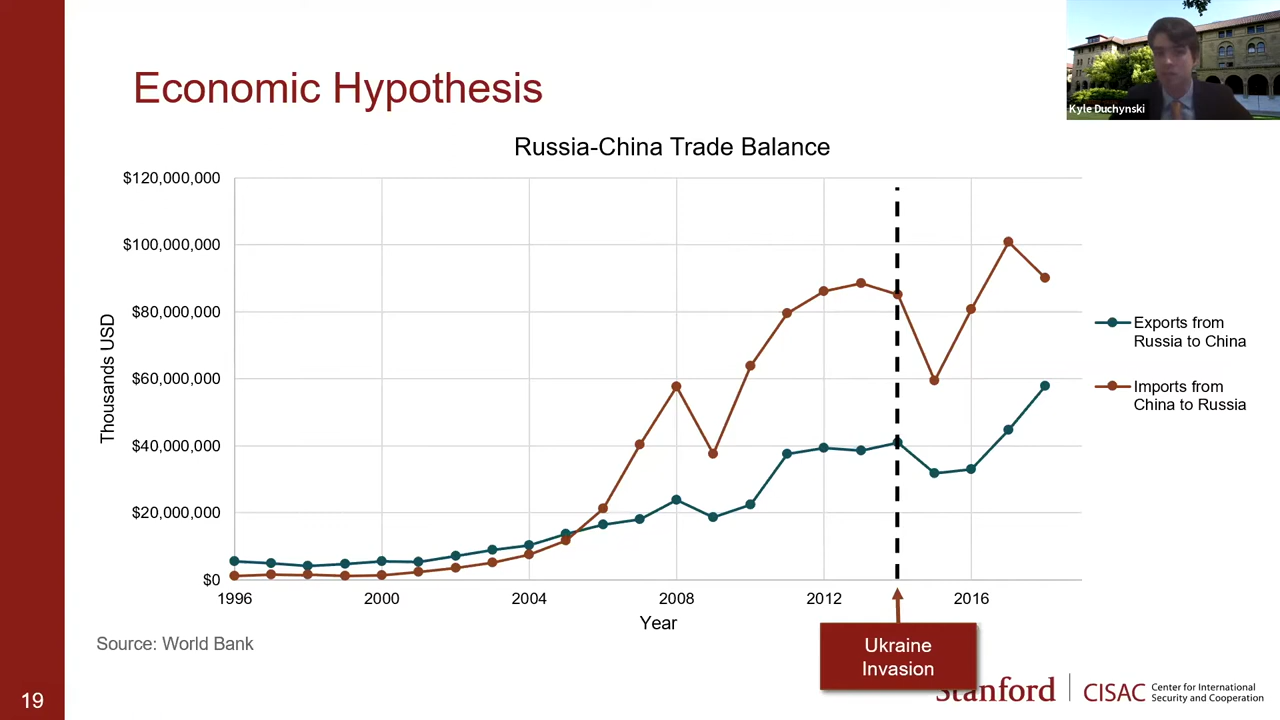 Kyle Duchynski
Economic Hypothesis
Russia-China Trade Balance
$120,000,000
$100,000,000
$80,000,000
$60,000,000
$40,000,000
$20,000,000
$0
Thousands USD
1996 2000 2004 2008 2012 2016
Year
Exports from
Russia to China
Imports from
China to Russia
Ukraine
Invasion
Source: World Bank
19
Stanford
CISAC
Center for International
Security and Cooperation